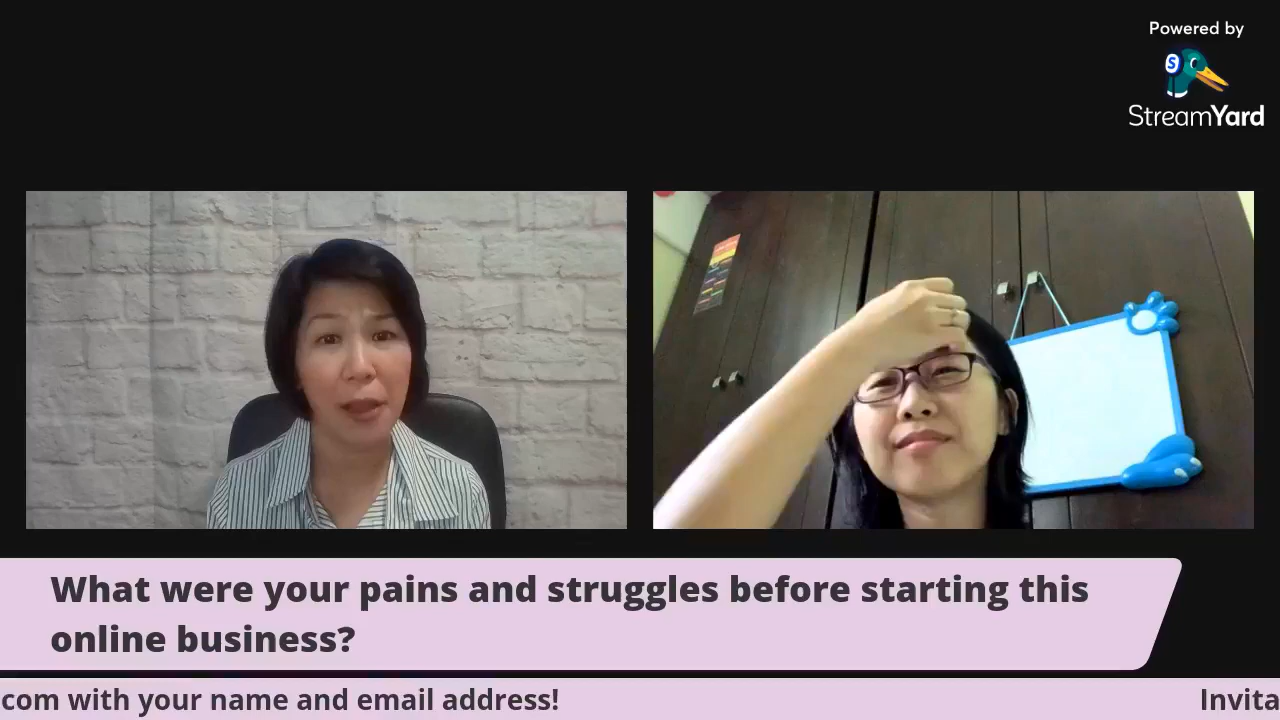 Powered by
S
StreamYard
What were your pains and struggles before starting this
online business?
com with your name and email address!
Invita